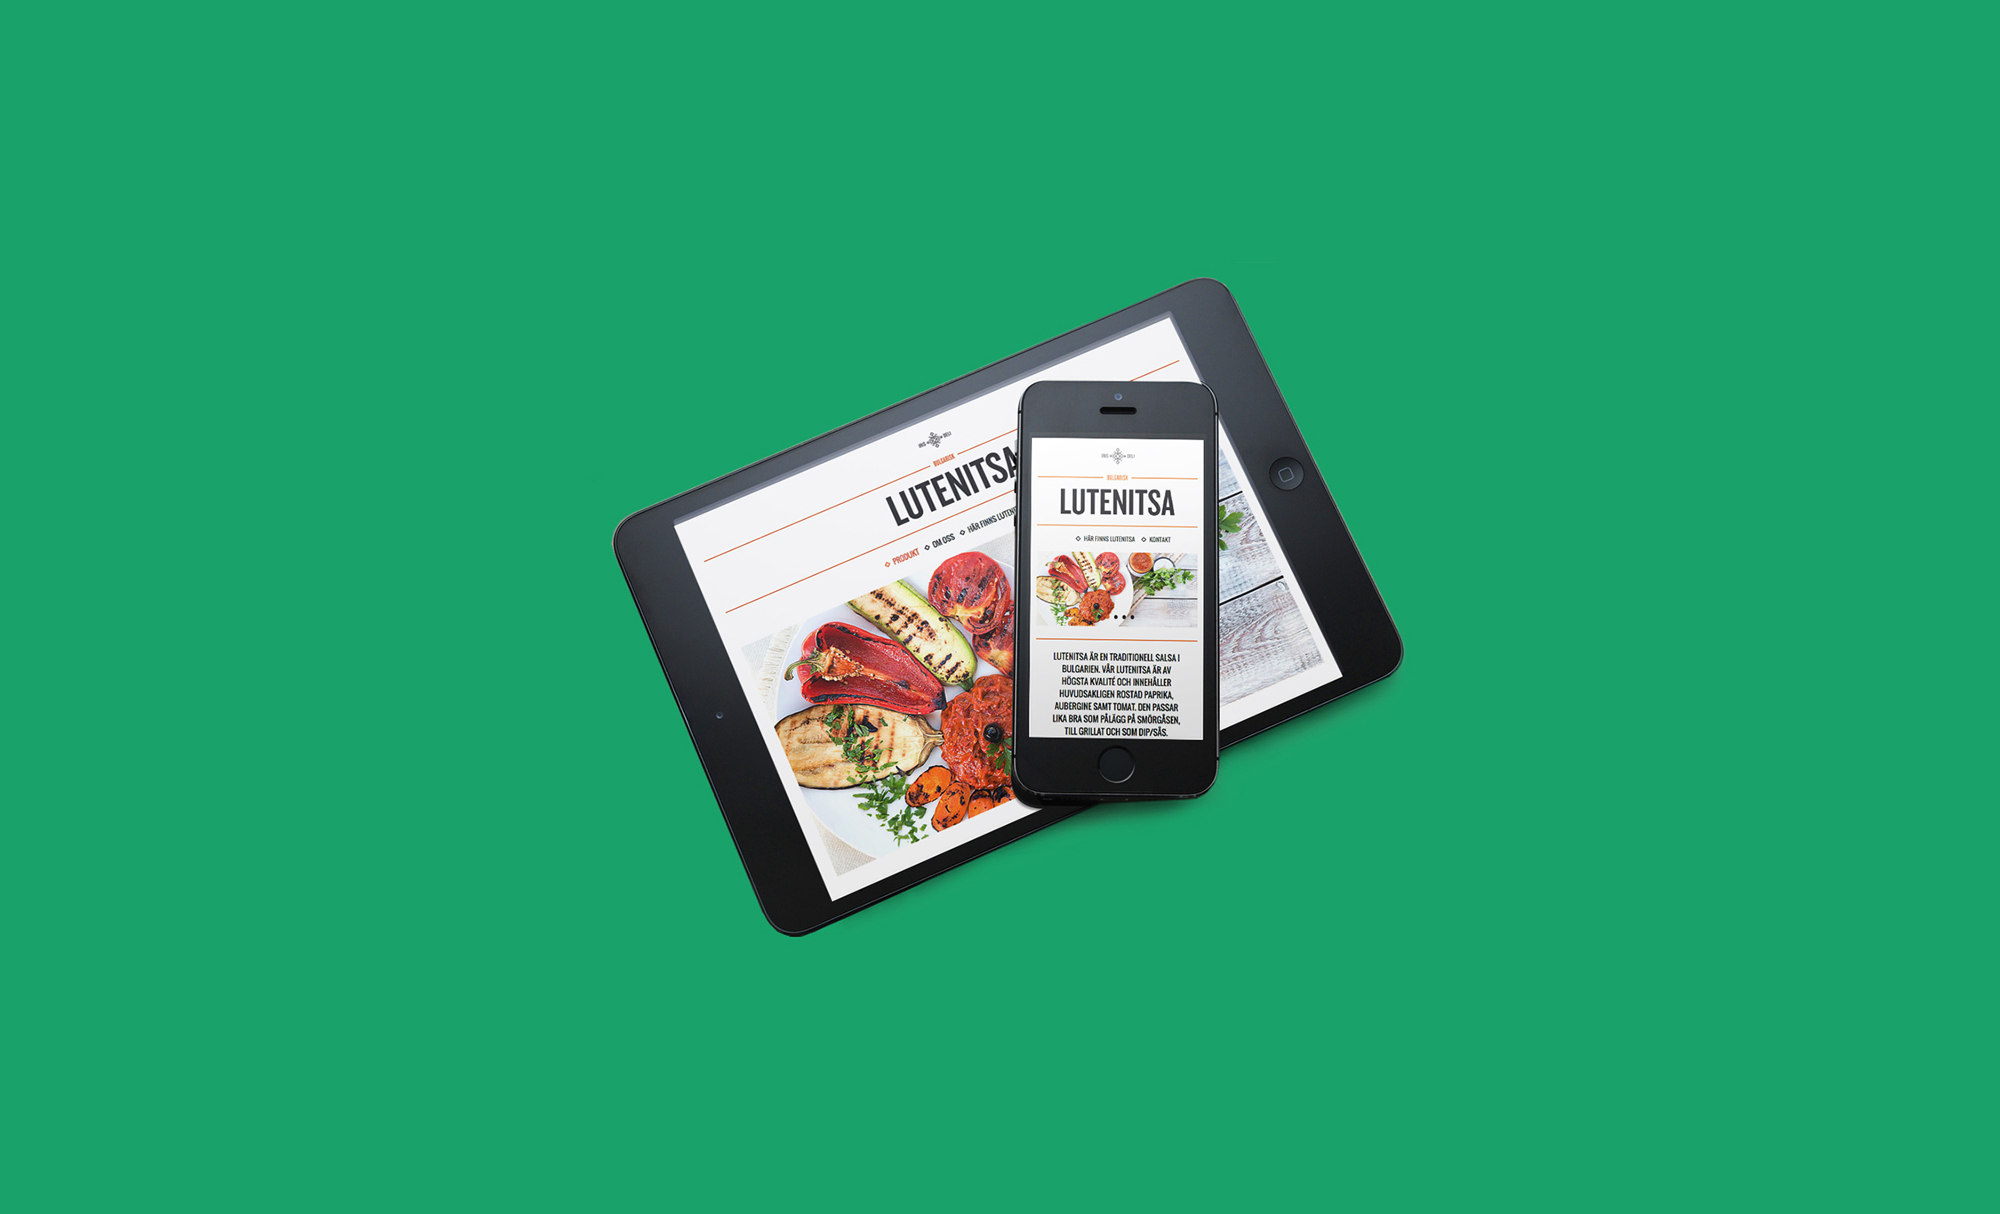 BULGARISK
LUTENITSA
PRODUKT OM OSS HÄR FINNS
DELI
BULGARISK
LUTENITSA
HÄR FINNS LUTENITSA KONTAKT
LUTENITSA ÄR EN TRADITIONELL SALSA I
BULGARIEN. VÅR LUTENITSA ÄR AV
HÖGSTA KVALITÉ OCH INNEHÅLLER
HUVUDSAKLIGEN ROSTAD PAPRIKA,
AUBERGINE SAMT TOMAT. DEN PASSAR
LIKA BRA SOM PÅLÄGG PÅ SMÖRGÅSEN,
TILL GRILLAT OCH SOM DIP/SÅS.